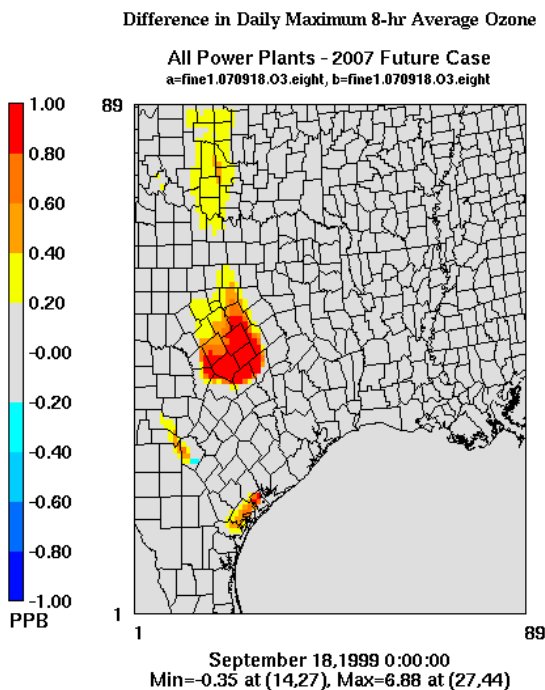 Difference in Daily Maximum 8-hr Average Ozone
All Power Plants - 2007 Future Case
a=fine1.070918.O3.eight, b=fine1.070918.O3.eight
1.00
0.80
0.60
0.40
0.20
-0.00
-0.20
-0.40
-0.60
-0.80
-1.00
PPB
89
1
1
89
September 18,1999 0:00:00
Min=-0.35 at (14,27), Max=6.88 at (27,44)